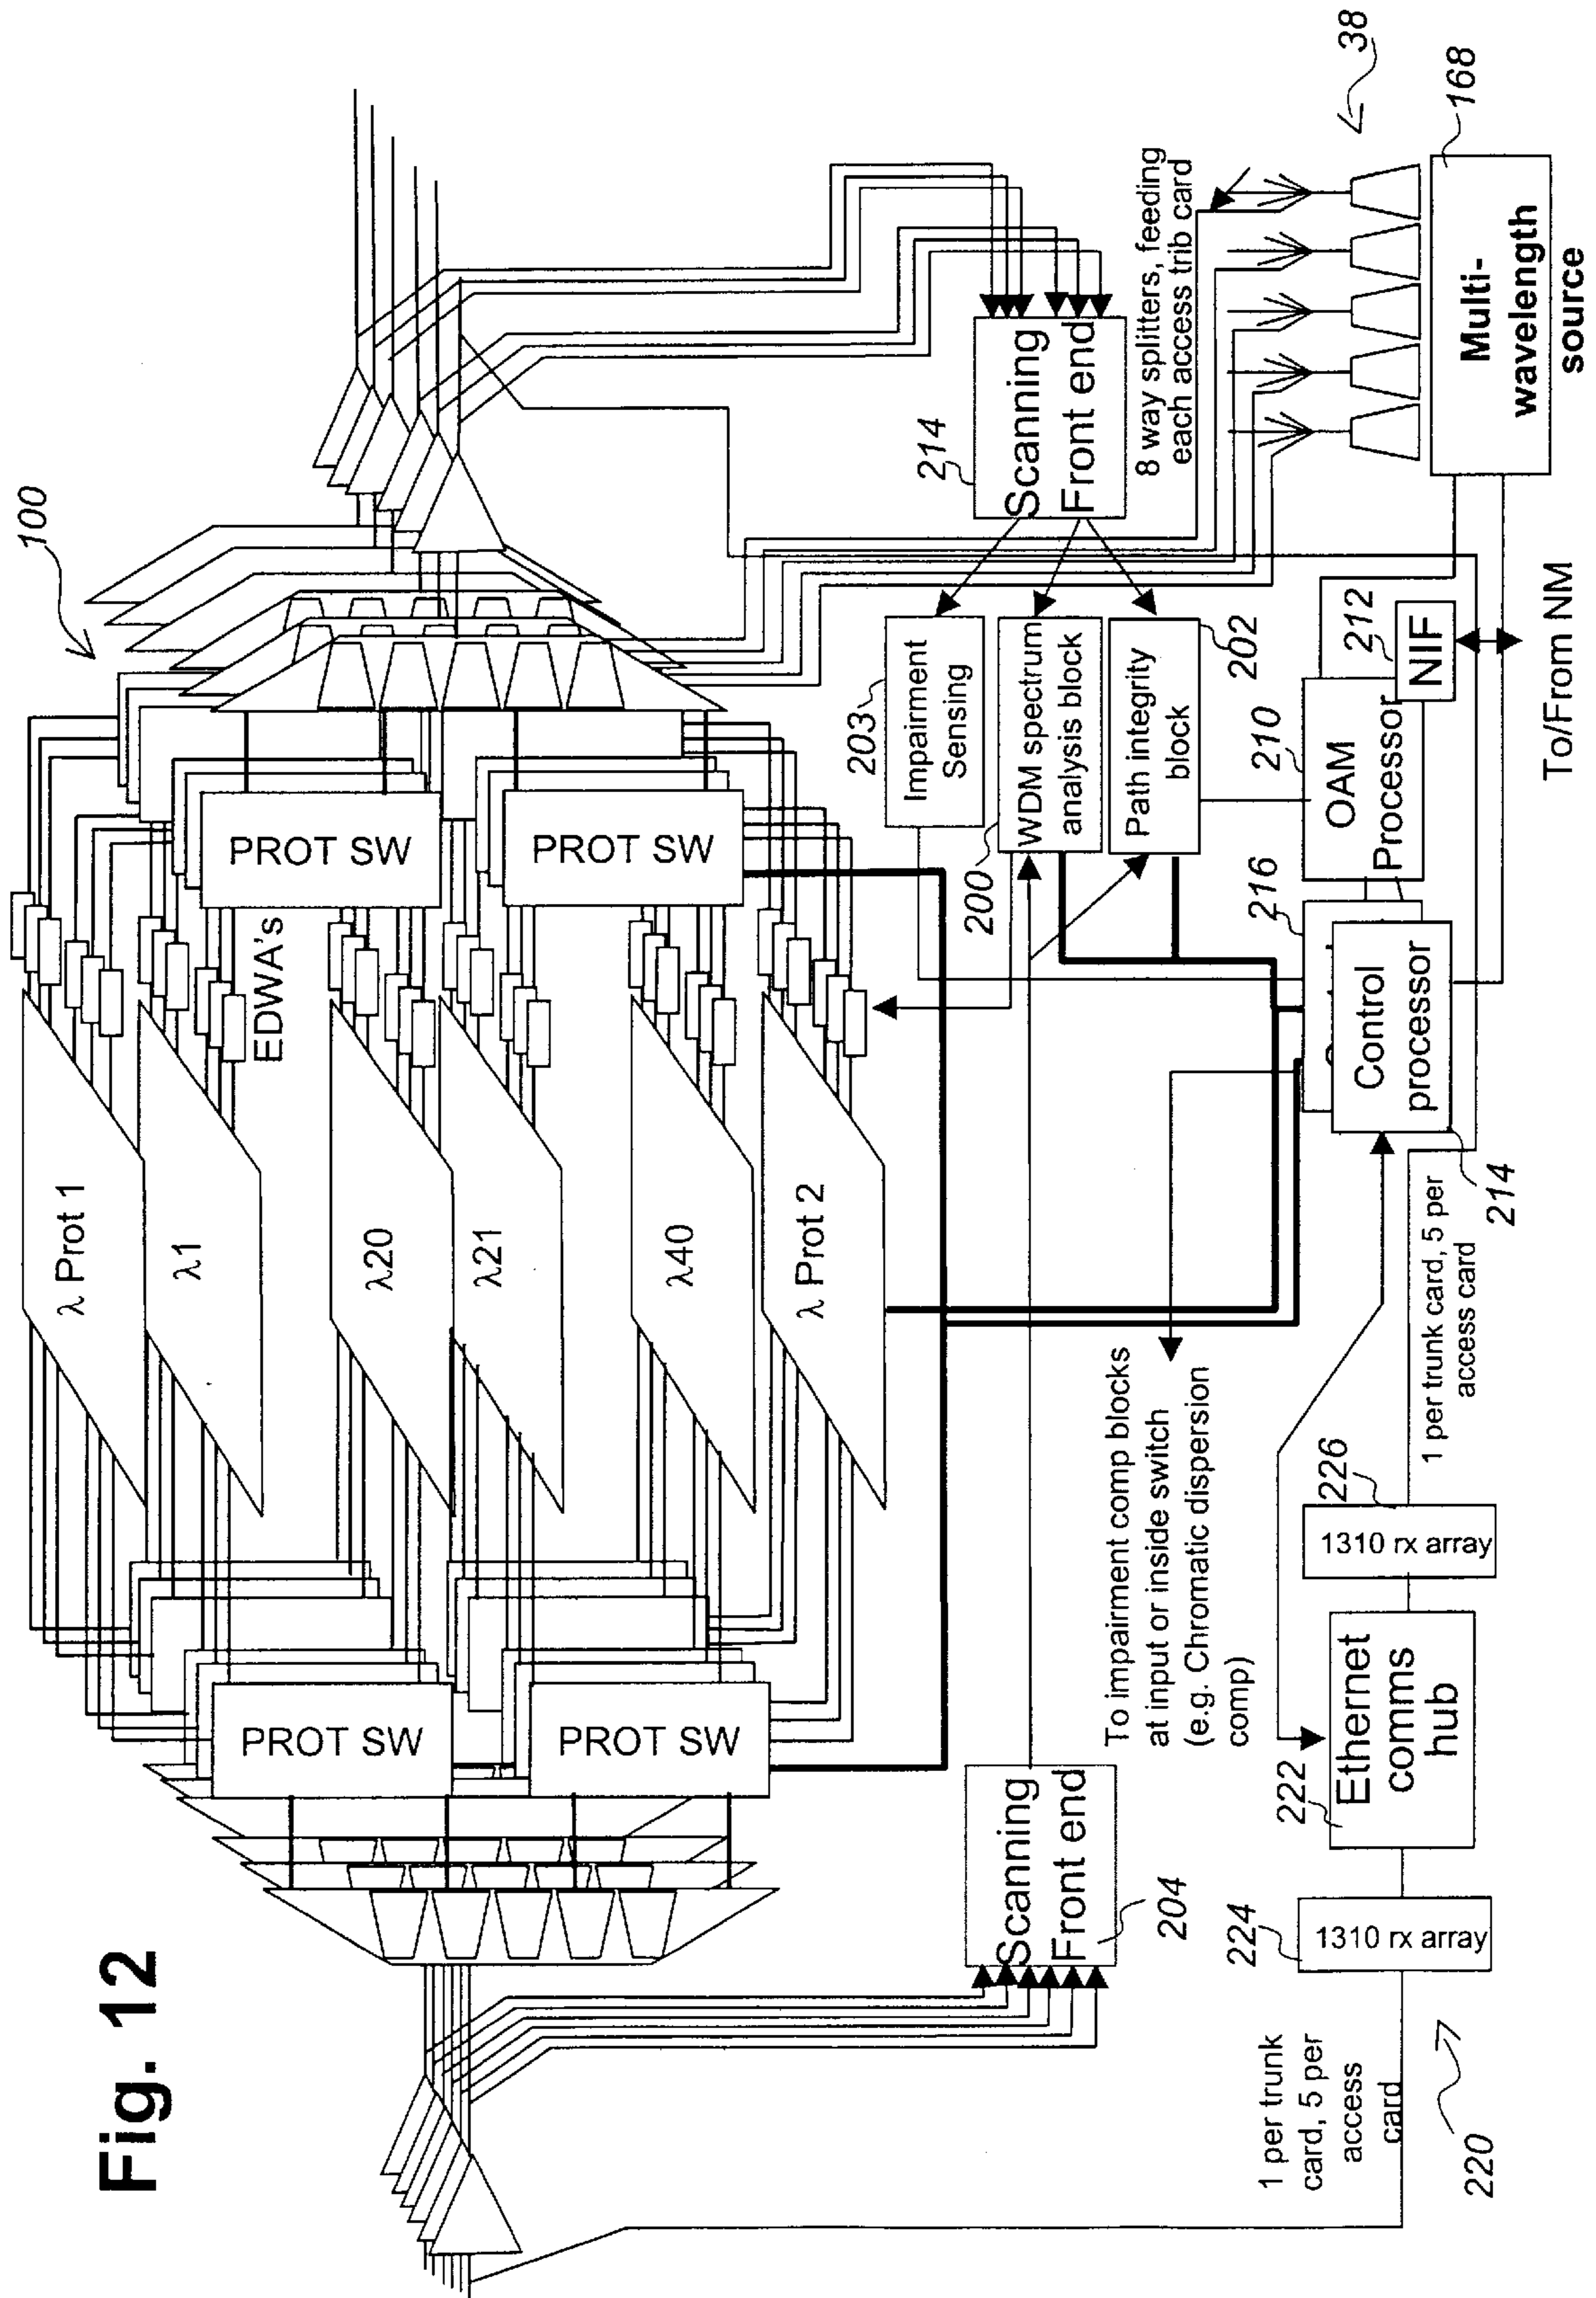 Fig. 12
100
λ Prot 1
λ1
λ20
λ21
λ40
λ Prot 2
EDWA's
PROT SW
PROT SW
PROT SW
PROT SW
Scanning
Front end
204
Scanning
Front end
214
8 way splitters, feeding
each access trib card
38
Multi-
wavelength
source
168
203
Impairment
Sensing
200
WDM spectrum
analysis block
Path integrity
block
202
210
OAM
Processor
212
NIF
To/From NM
216
Control
processor
214
To impairment comp blocks
at input or inside switch
(e.g. Chromatic dispersion
comp)
1 per trunk
card, 5 per
access
card
220
224
1310 rx array
222
Ethernet
comms
hub
226
1310 rx array
1 per trunk card, 5 per
access card